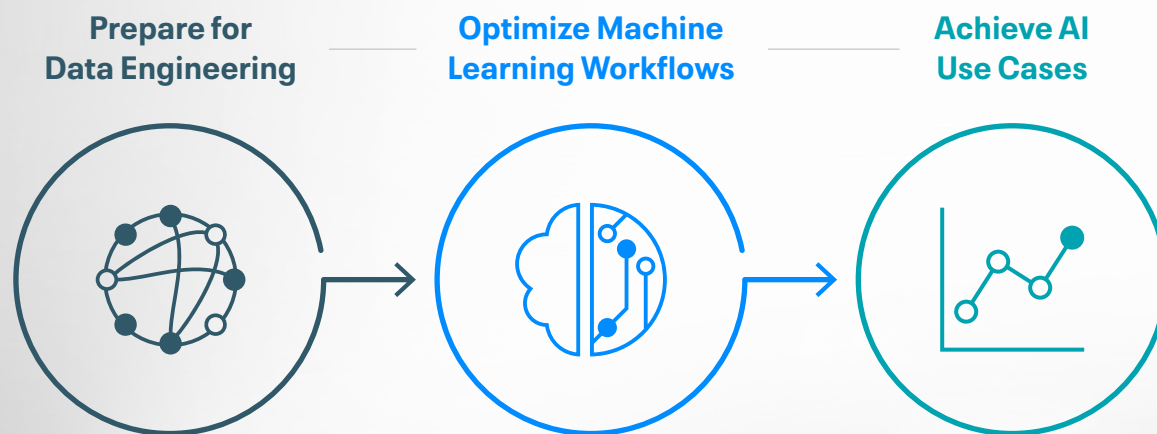 Prepare for
Data Engineering
Optimize Machine
Learning Workflows
Achieve AI
Use Cases